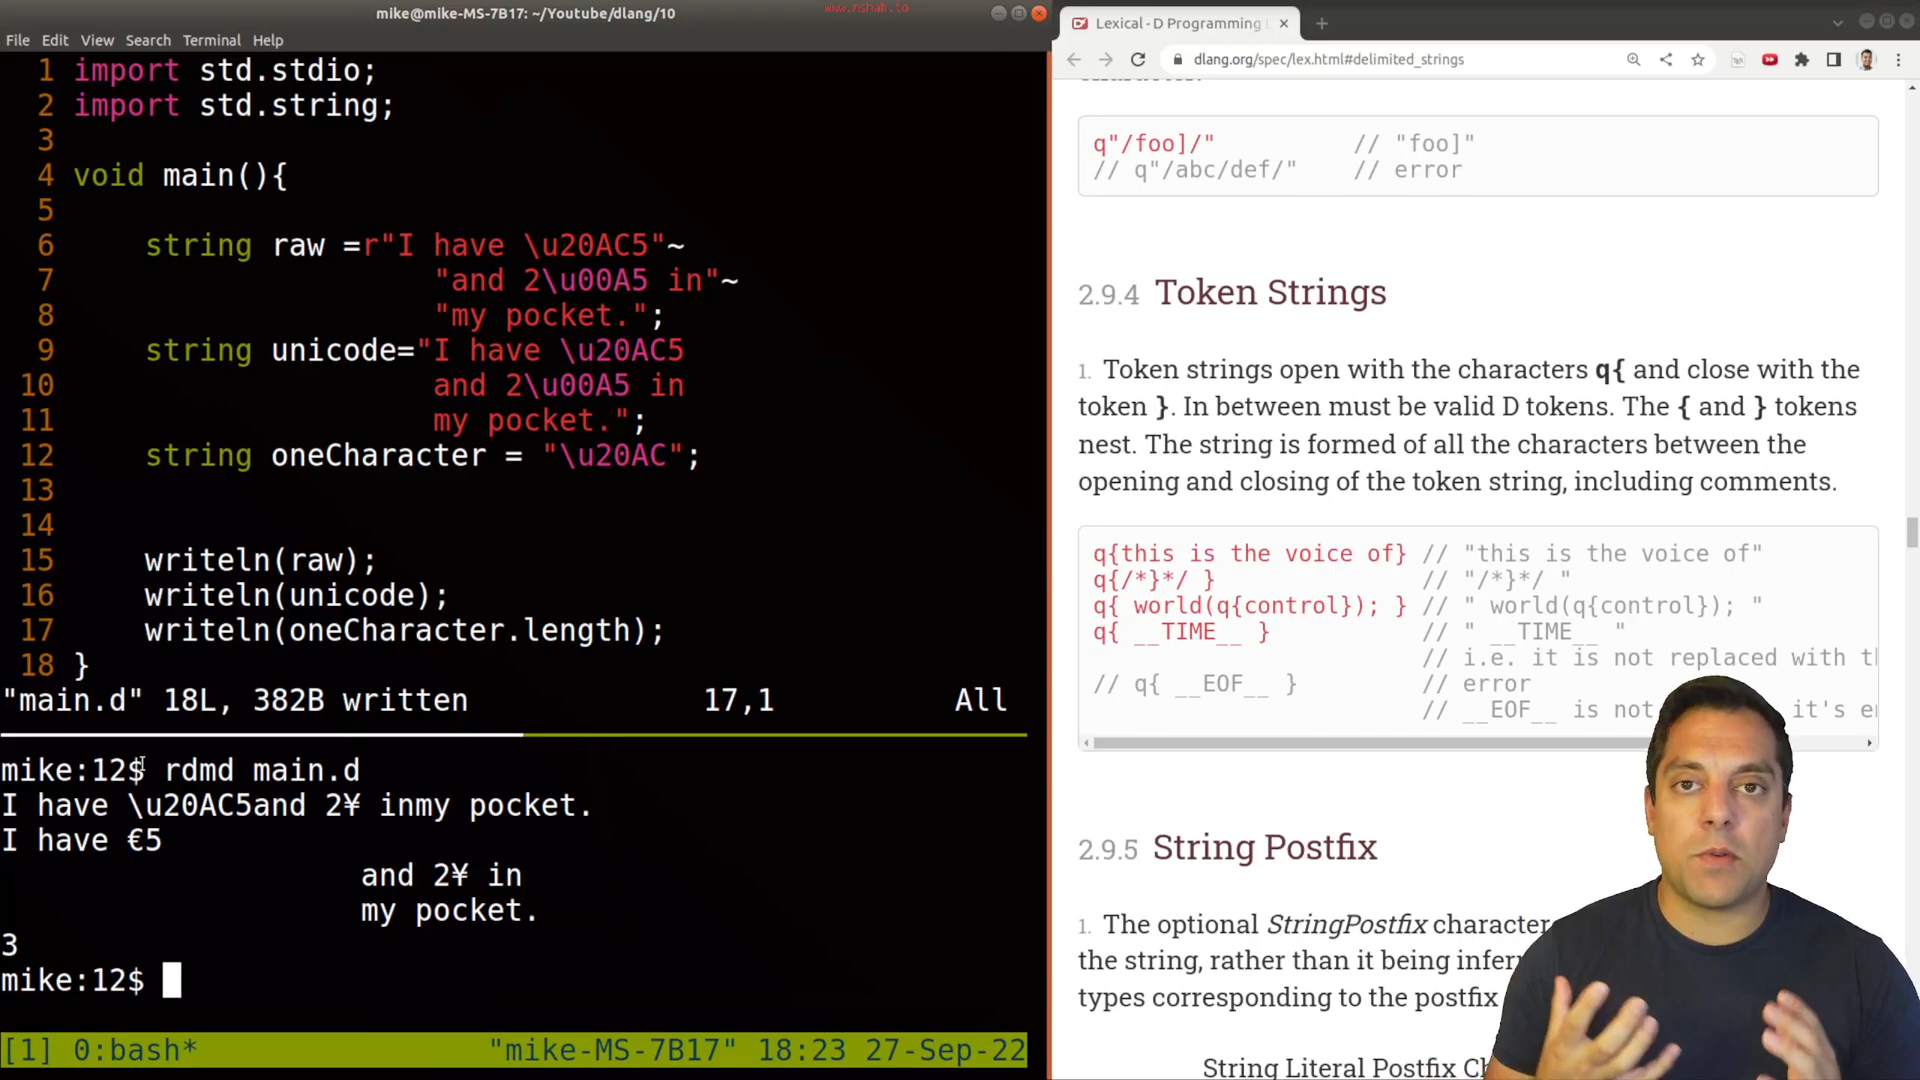 mike@mike-MS-7B17: ~/Youtube/dlang/10
File Edit View Search Terminal Help
1 import std.stdio;
2 import std.string;
3
4 void main(){
5
6 string raw =r"I have \u20AC5"~
7 "and 2\u00A5 in"~
8 "my pocket.";
9 string unicode="I have \u20AC5
10 and 2\u00A5 in
11 my pocket.";
12 string oneCharacter = "\u20AC";
13
14
15 writeln(raw);
16 writeln(unicode);
17 writeln(oneCharacter.length);
18 }
"main.d" 18L, 382B written 17,1 All
mike:12$ rdmd main.d
I have \u20AC5and 2¥ inmy pocket.
I have €5
and 2¥ in
my pocket.
3
mike:12$
[1] 0:bash* "mike-MS-7B17" 18:23 27-Sep-22
Lexical - D Programming
dlang.org/spec/lex.html#delimited_strings
q"/foo]/" // "foo]"
// q"/abc/def/" // error
2.9.4 Token Strings
1. Token strings open with the characters q{ and close with the
token }. In between must be valid D tokens. The { and } tokens
nest. The string is formed of all the characters between the
opening and closing of the token string, including comments.
q{this is the voice of} // "this is the voice of"
q{/*}*/ } // "/*}*/ "
q{ world(q{control}); } // " world(q{control}); "
q{ __TIME__ } // " __TIME__ "
// i.e. it is not replaced with
// q{ __EOF__ } // error
// __EOF__ is not it's
2.9.5 String Postfix
1. The optional StringPostfix character
the string, rather than it being
types corresponding to the postfix
String Literal Postfix